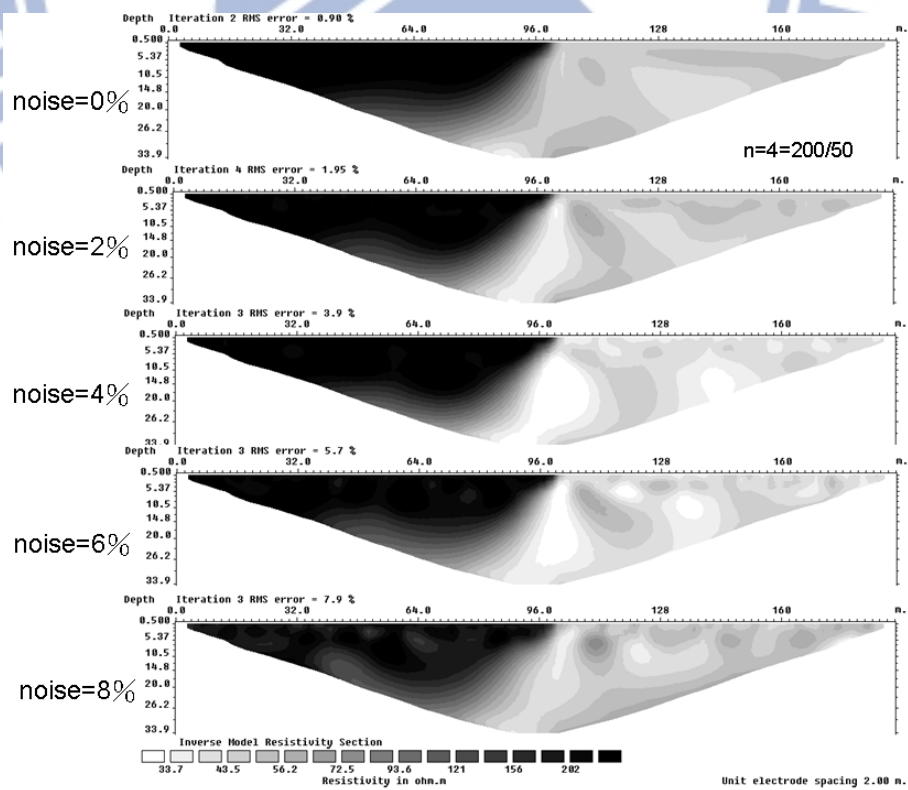 Depth Iteration 2 RMS error = 0.90 %
0.0 32.0 64.0 96.0 128 160 m.
0.500
5.37
10.5
14.8
20.0
26.2
33.9
noise=0%
n=4=200/50
Depth Iteration 4 RMS error = 1.95 %
0.0 32.0 64.0 96.0 128 160 m.
0.500
5.37
10.5
14.8
20.0
26.2
33.9
noise=2%
Depth Iteration 3 RMS error = 3.9 %
0.0 32.0 64.0 96.0 128 160 m.
0.500
5.37
10.5
14.8
20.0
26.2
33.9
noise=4%
Depth Iteration 3 RMS error = 5.7 %
0.0 32.0 64.0 96.0 128 160 m.
0.500
5.37
10.5
14.8
20.0
26.2
33.9
noise=6%
Depth Iteration 3 RMS error = 7.9 %
0.0 32.0 64.0 96.0 128 160 m.
0.500
5.37
10.5
14.8
20.0
26.2
33.9
noise=8%
Inverse Model Resistivity Section
33.7 43.5 56.2 72.5 93.6 121 156 202
Resistivity in ohm.m
Unit electrode spacing 2.00 m.